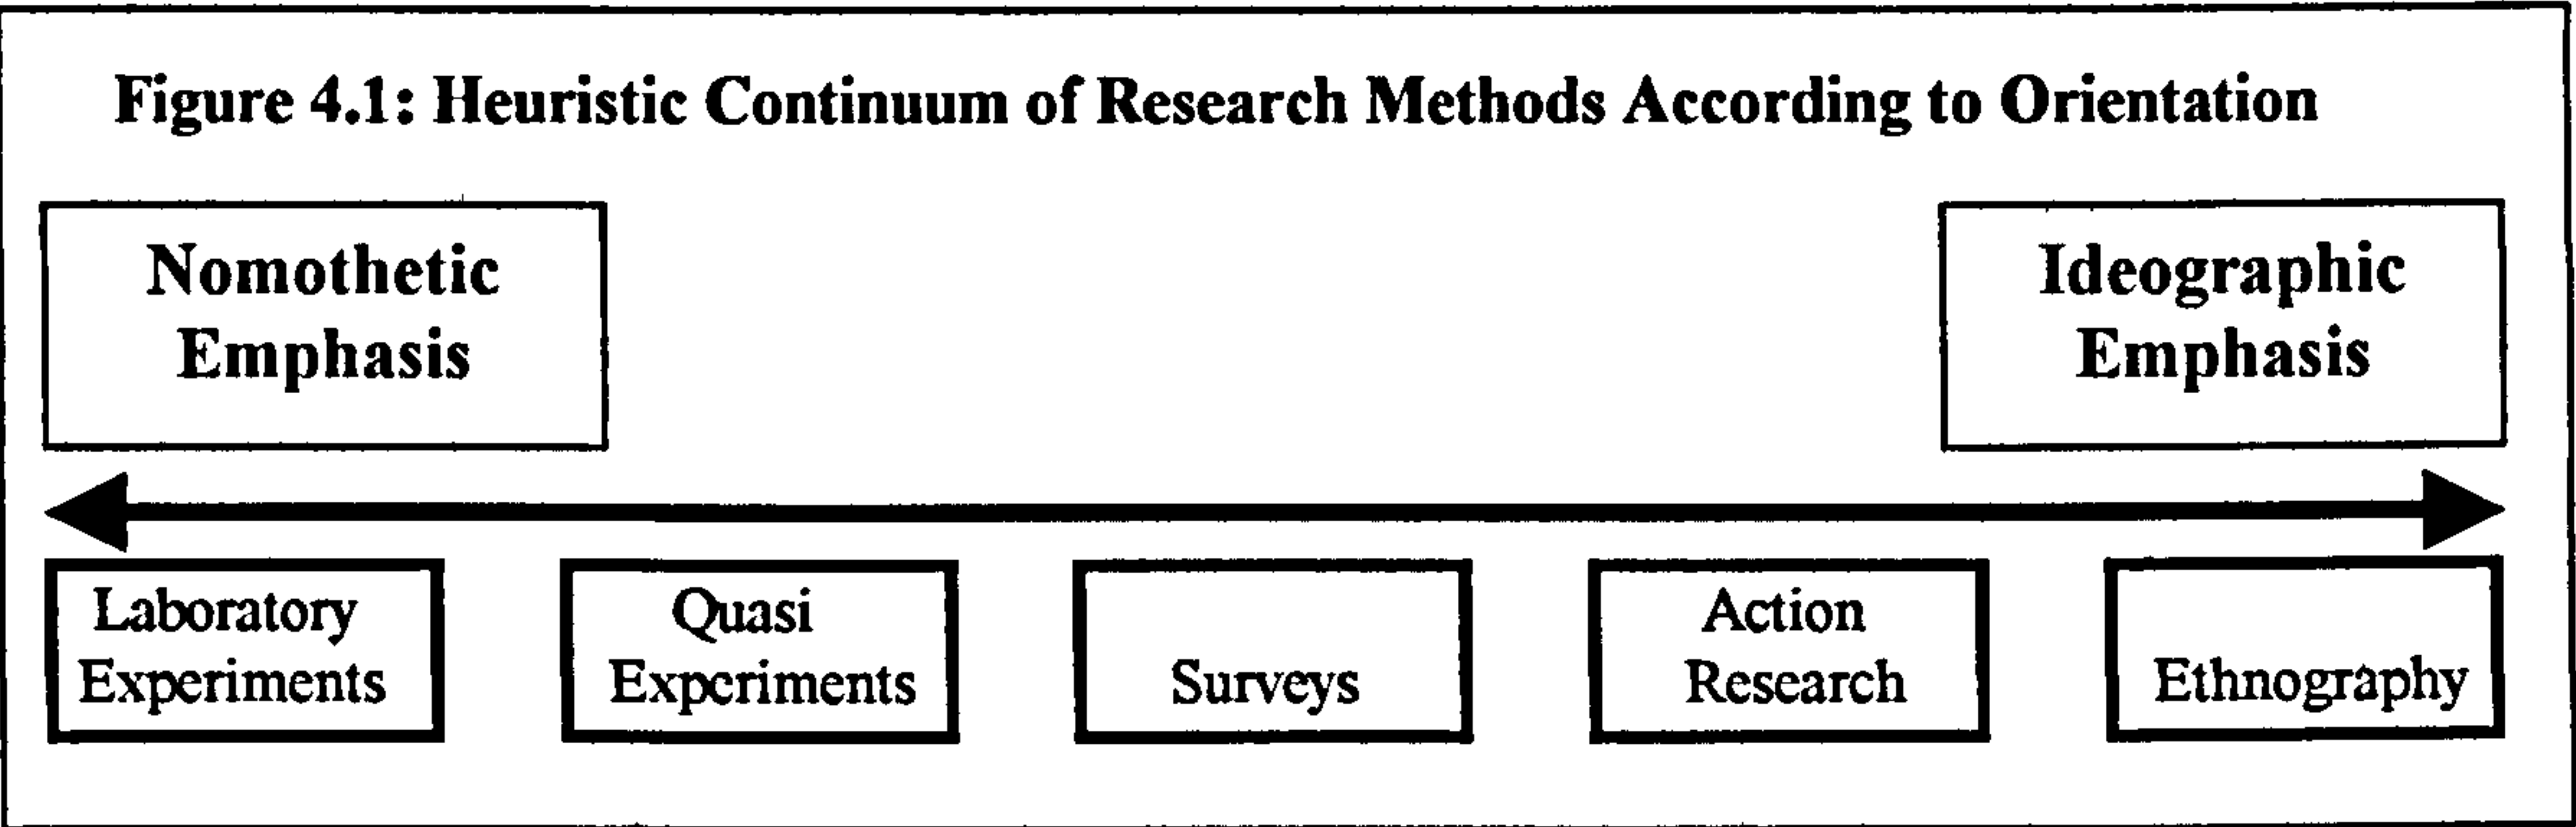 Figure 4.1: Heuristic Continuum of Research Methods According to Orientation
Nomothetic
Emphasis
Ideographic
Emphasis
Laboratory
Experiments
Quasi
Experiments
Surveys
Action
Research
Ethnography